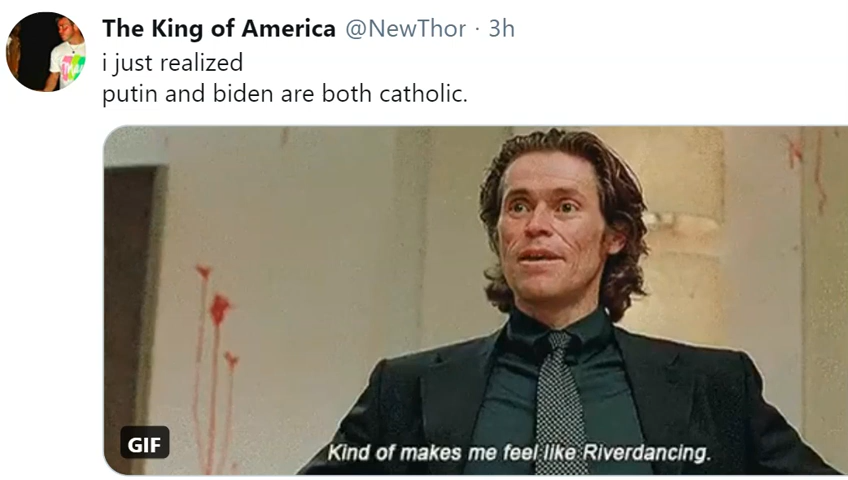 The King of America @NewThor · 3h
i just realized
putin and biden are both catholic.
Kind of makes me feel like Riverdancing.
GIF